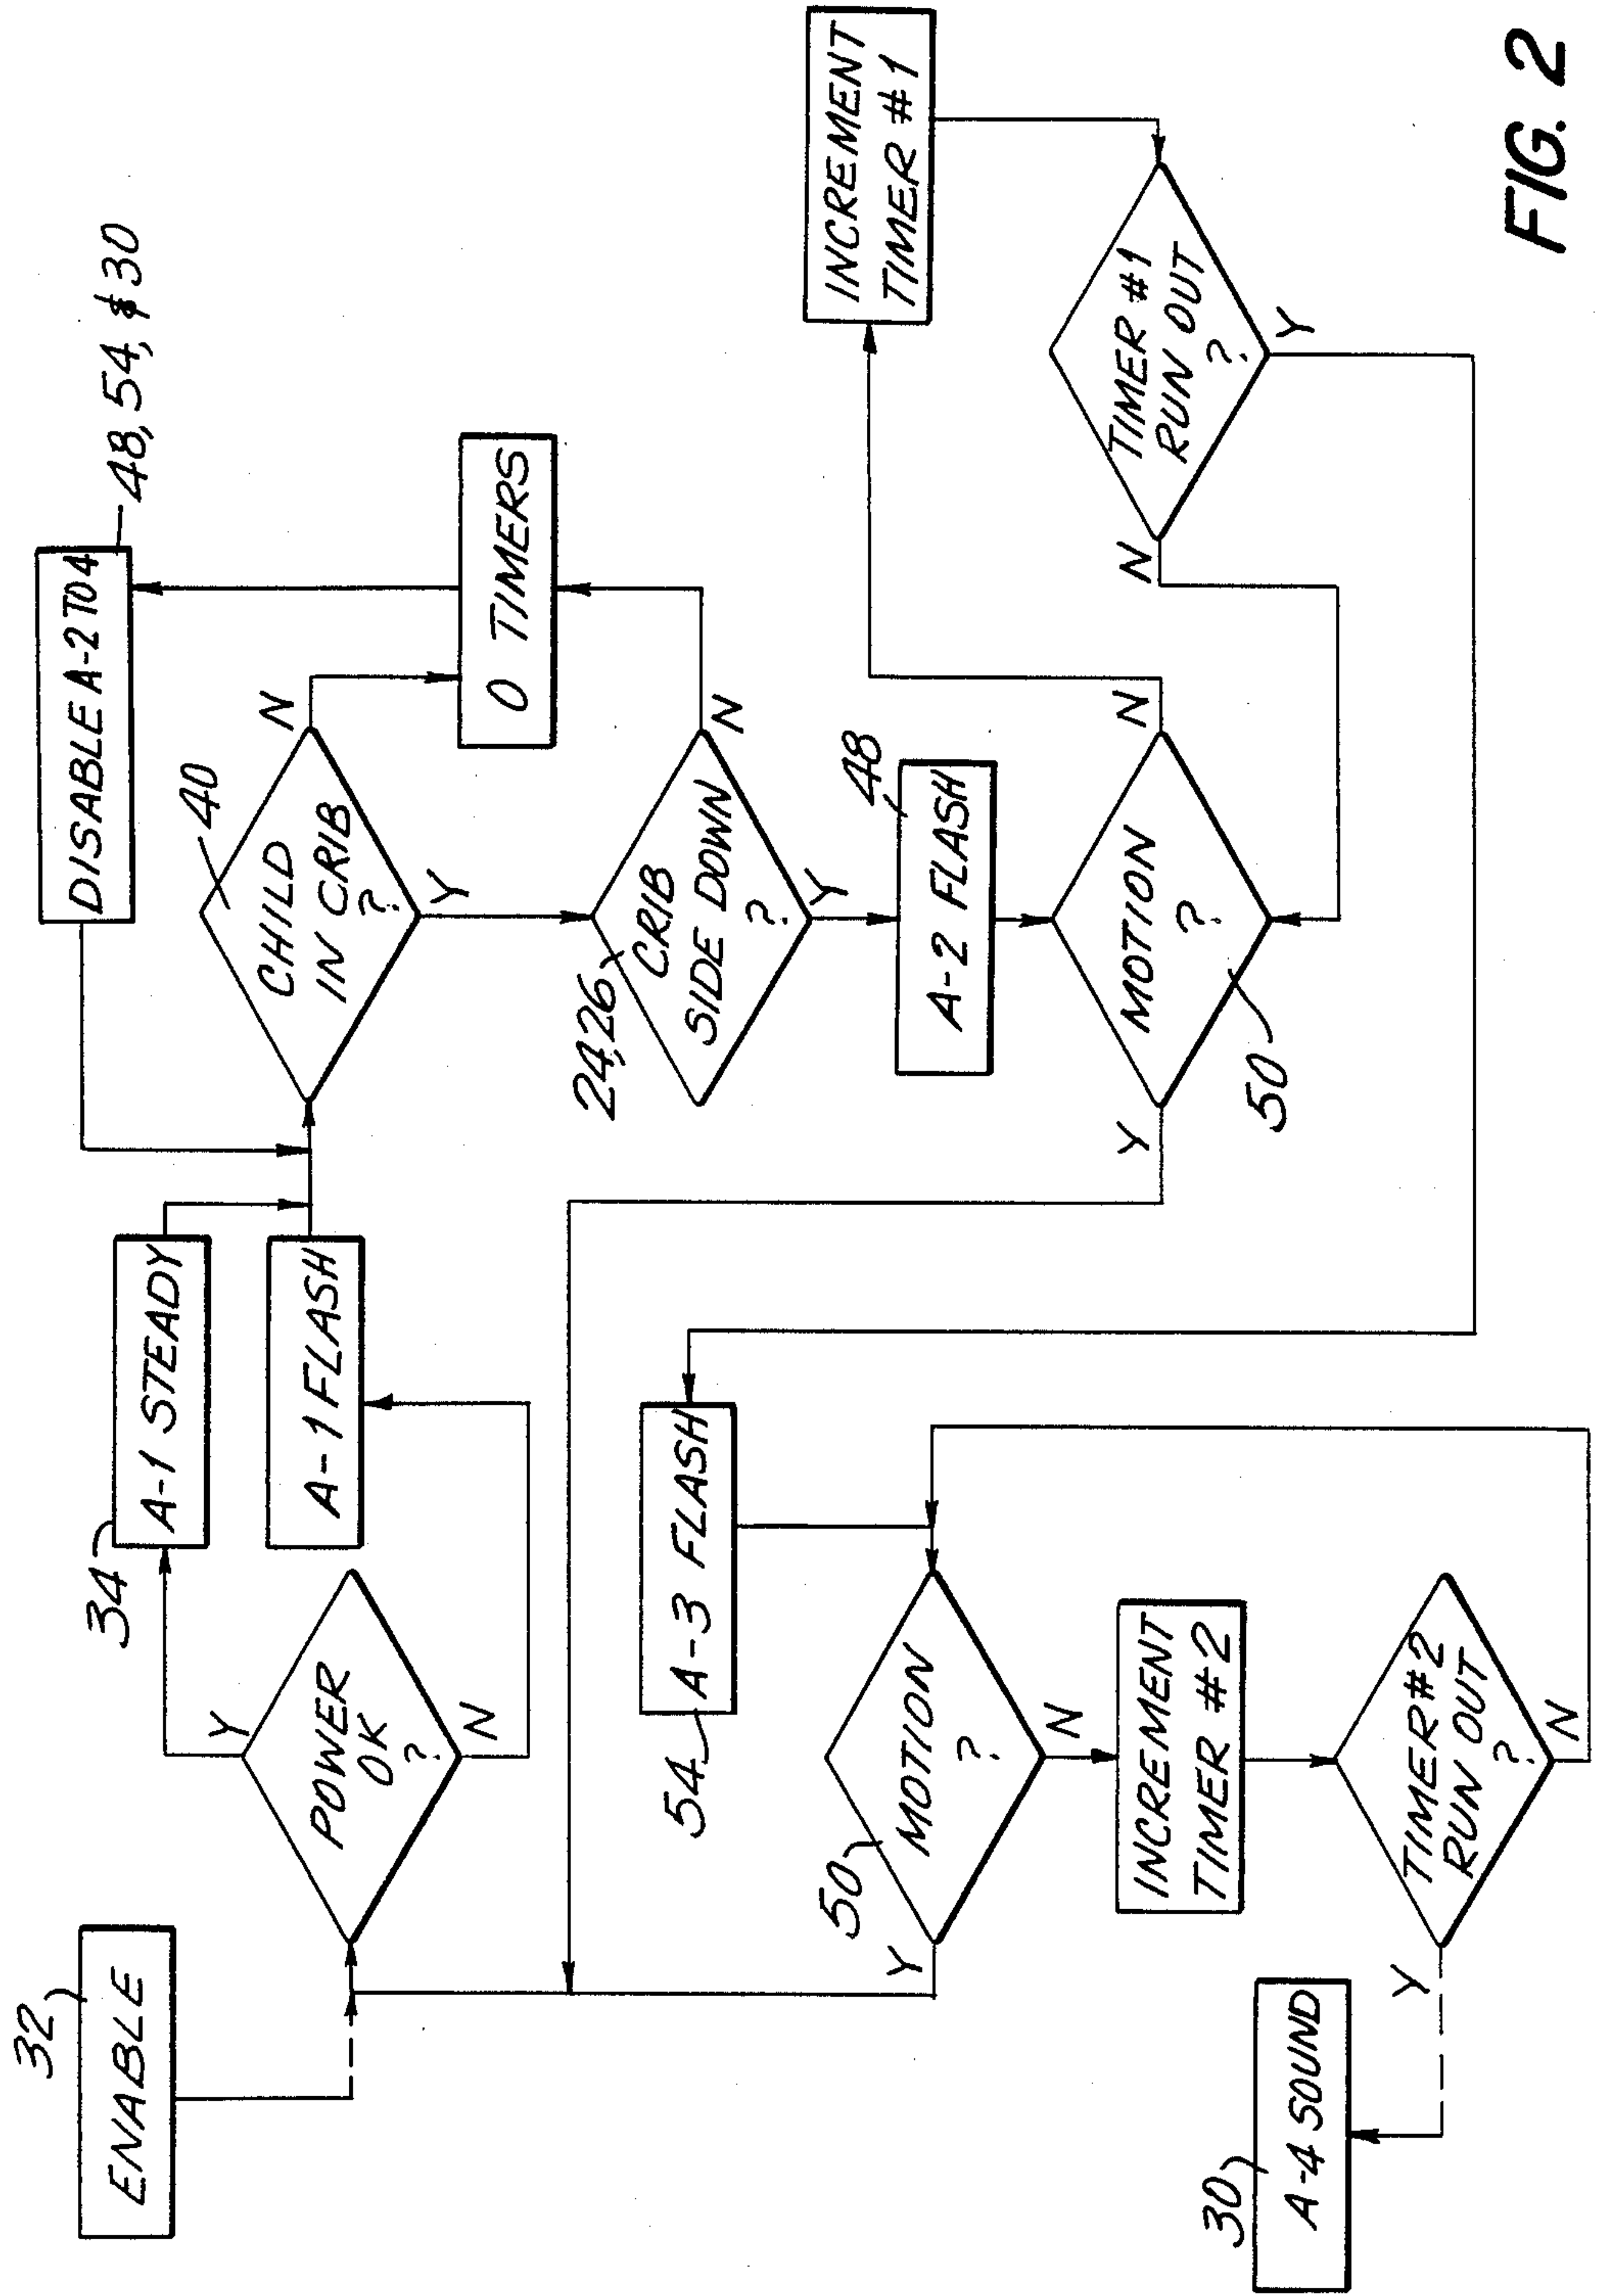 32
ENABLE
POWER
OK
?
Y
N
34
A-1 STEADY
A-1 FLASH
DISABLE A-2 TO 4
48, 54, & 30
40
CHILD
IN CRIB
?
N
Y
0 TIMERS
24,26
CRIB
SIDE DOWN
?
N
Y
48
A-2 FLASH
MOTION
?
Y
N
50
INCREMENT
TIMER #1
TIMER #1
RUN OUT
?
N
Y
54
A-3 FLASH
50
MOTION
?
Y
N
INCREMENT
TIMER #2
TIMER #2
RUN OUT
?
Y
N
30
A-4 SOUND
FIG. 2